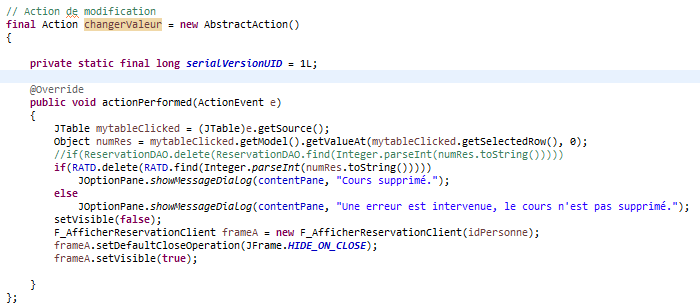 // Action de modification
final Action changerValeur = new AbstractAction()
{
private static final long serialVersionUID = 1L;
@Override
public void actionPerformed(ActionEvent e)
{
JTable mytableClicked = (JTable)e.getSource();
Object numRes = mytableClicked.getModel().getValueAt(mytableClicked.getSelectedRow(), 0);
//if(ReservationDAO.delete(ReservationDAO.find(Integer.parseInt(numRes.toString()))))
if(RATD.delete(RATD.find(Integer.parseInt(numRes.toString()))))
JOptionPane.showMessageDialog(contentPane, "Cours supprimé.");
else
JOptionPane.showMessageDialog(contentPane, "Une erreur est intervenue, le cours n'est pas supprimé.");
setVisible(false);
F_AfficherReservationClient frameA = new F_AfficherReservationClient(idPersonne);
frameA.setDefaultCloseOperation(JFrame.HIDE_ON_CLOSE);
frameA.setVisible(true);
}
};